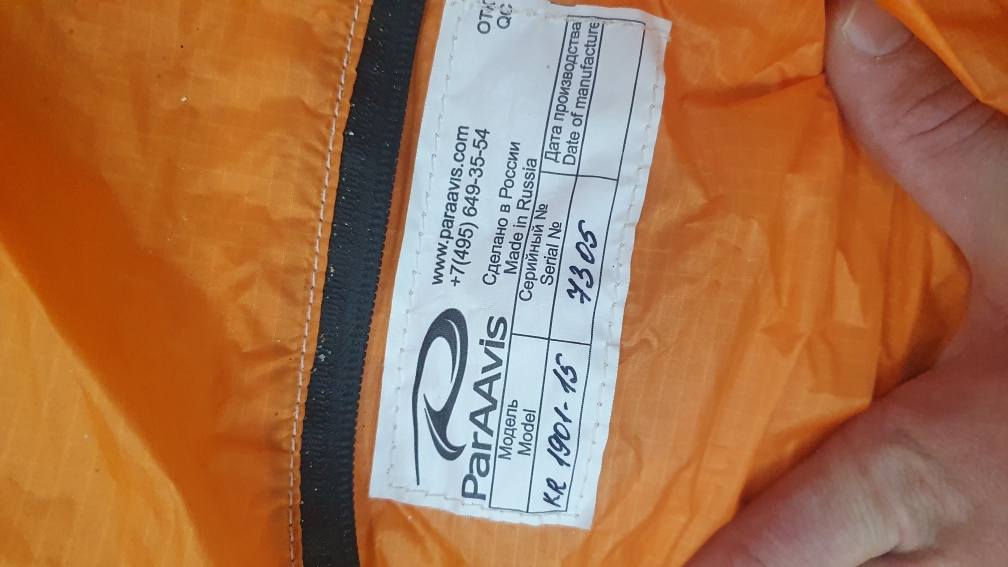 ParAAvis
www.paraavis.com
+7(495) 649-35-54
Сделано в России
Made in Russia
QC
Модель
Model
Серийный №
Serial №
Дата производства
Date of manufacture
KR 1901-15
7305